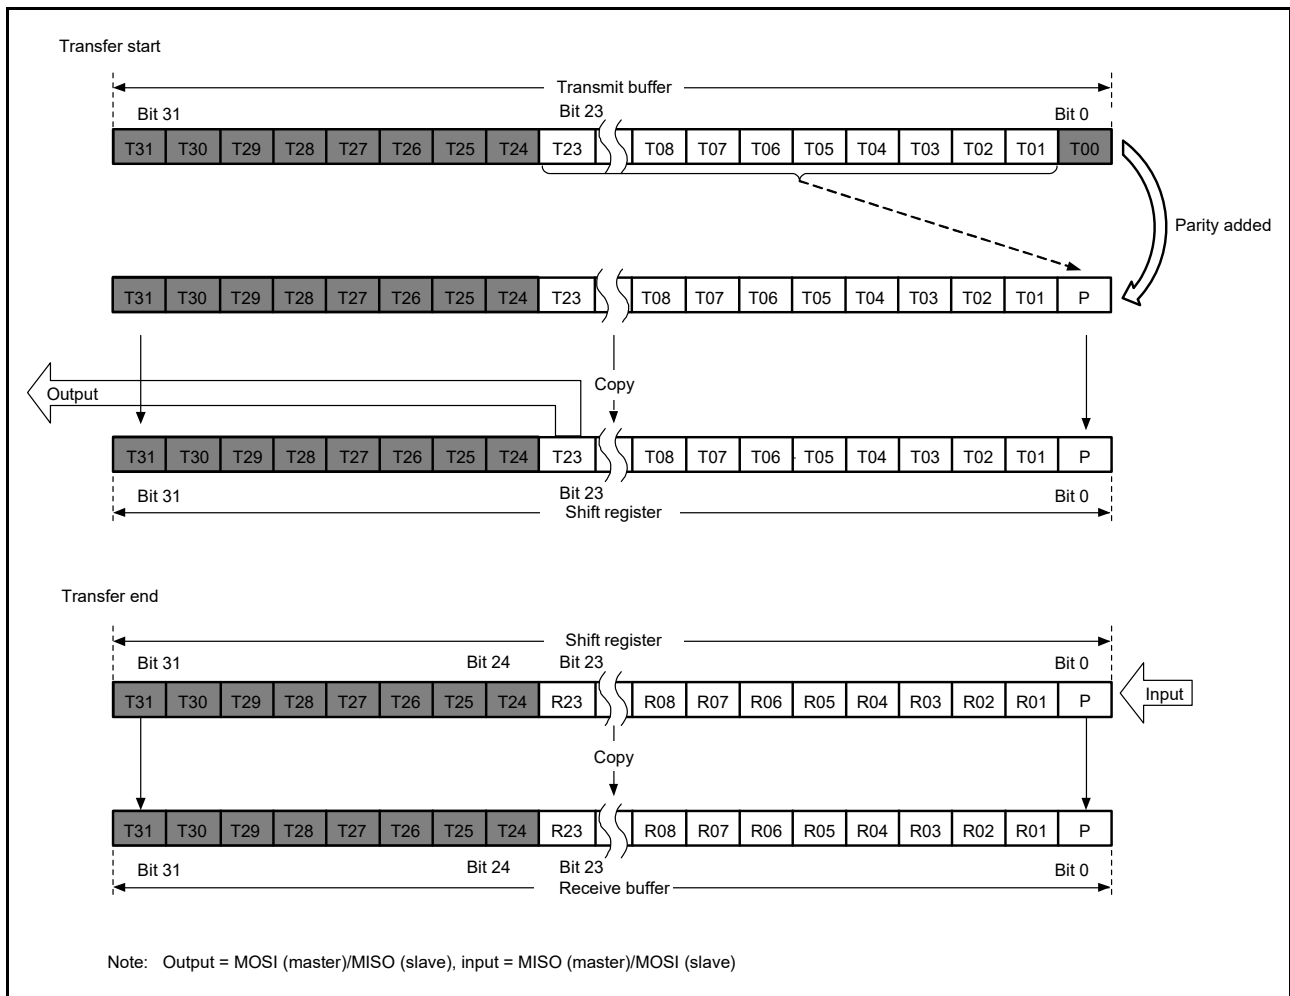 Transfer start
Transmit buffer
Bit 31 Bit 23 Bit 0
T31 T30 T29 T28 T27 T26 T25 T24 T23 T08 T07 T06 T05 T04 T03 T02 T01 T00
Parity added
T31 T30 T29 T28 T27 T26 T25 T24 T23 T08 T07 T06 T05 T04 T03 T02 T01 P
Copy
Output
T31 T30 T29 T28 T27 T26 T25 T24 T23 T08 T07 T06 T05 T04 T03 T02 T01 P
Bit 31 Bit 23 Bit 0
Shift register
Transfer end
Shift register
Bit 31 Bit 24 Bit 23 Bit 0
T31 T30 T29 T28 T27 T26 T25 T24 R23 R08 R07 R06 R05 R04 R03 R02 R01 P
Input
Copy
T31 T30 T29 T28 T27 T26 T25 T24 R23 R08 R07 R06 R05 R04 R03 R02 R01 P
Bit 31 Bit 24 Bit 23 Bit 0
Receive buffer
Note: Output = MOSI (master)/MISO (slave), input = MISO (master)/MOSI (slave)